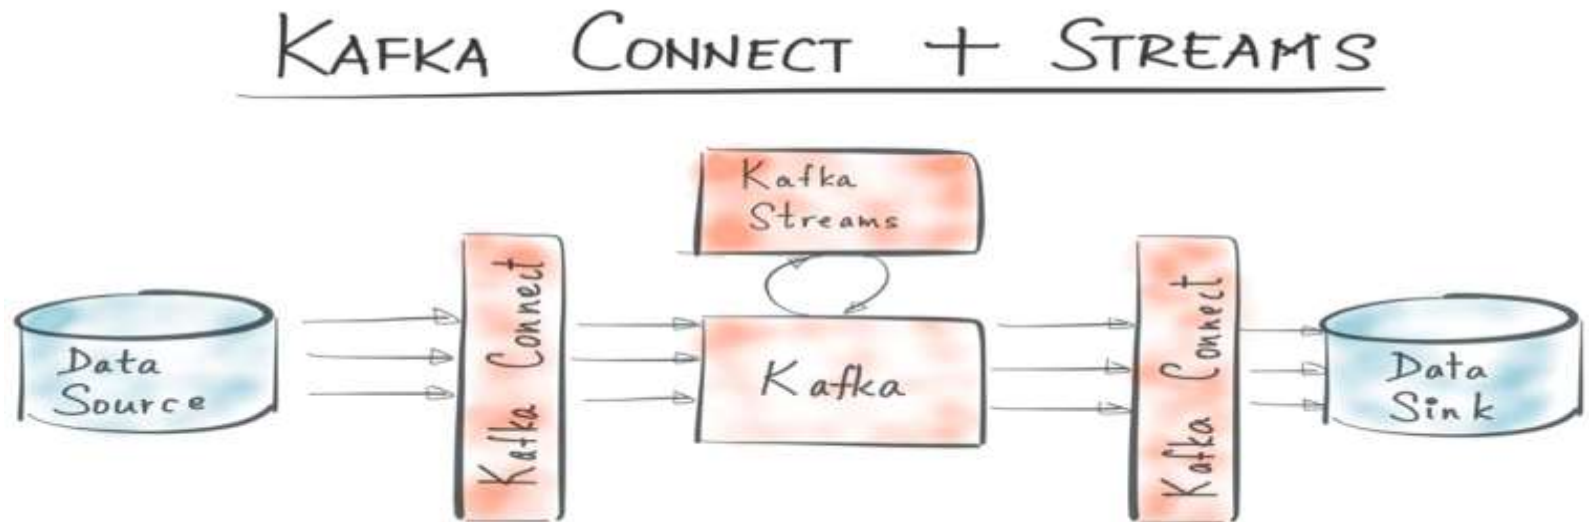 KAFKA CONNECT + STREAMS
Kafka
Streams
Data
Source
Kafka Connect
Kafka
Kafka Connect
Data
Sink